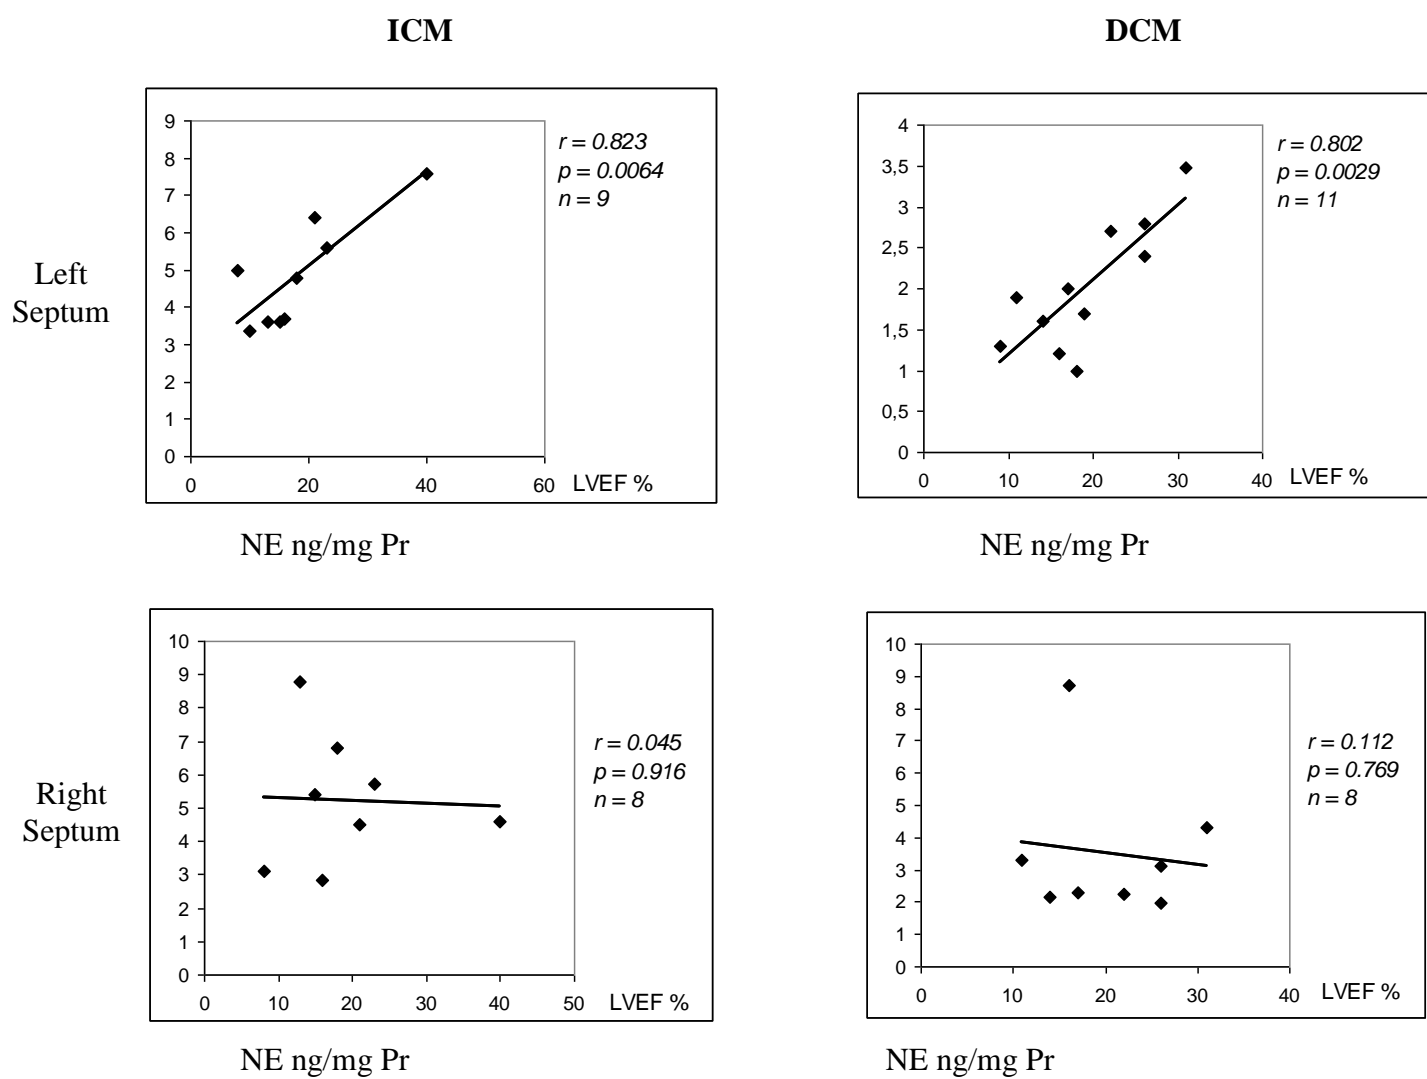 ICM
DCM
Left
Septum
9
8
7
6
5
4
3
2
1
0
0 20 40 60 LVEF %
r = 0.823
p = 0.0064
n = 9
NE ng/mg Pr
4
3,5
3
2,5
2
1,5
1
0,5
0
0 10 20 30 40 LVEF %
r = 0.802
p = 0.0029
n = 11
NE ng/mg Pr
Right
Septum
10
9
8
7
6
5
4
3
2
1
0
0 10 20 30 40 50 LVEF %
r = 0.045
p = 0.916
n = 8
NE ng/mg Pr
10
9
8
7
6
5
4
3
2
1
0
0 10 20 30 40 LVEF %
r = 0.112
p = 0.769
n = 8
NE ng/mg Pr